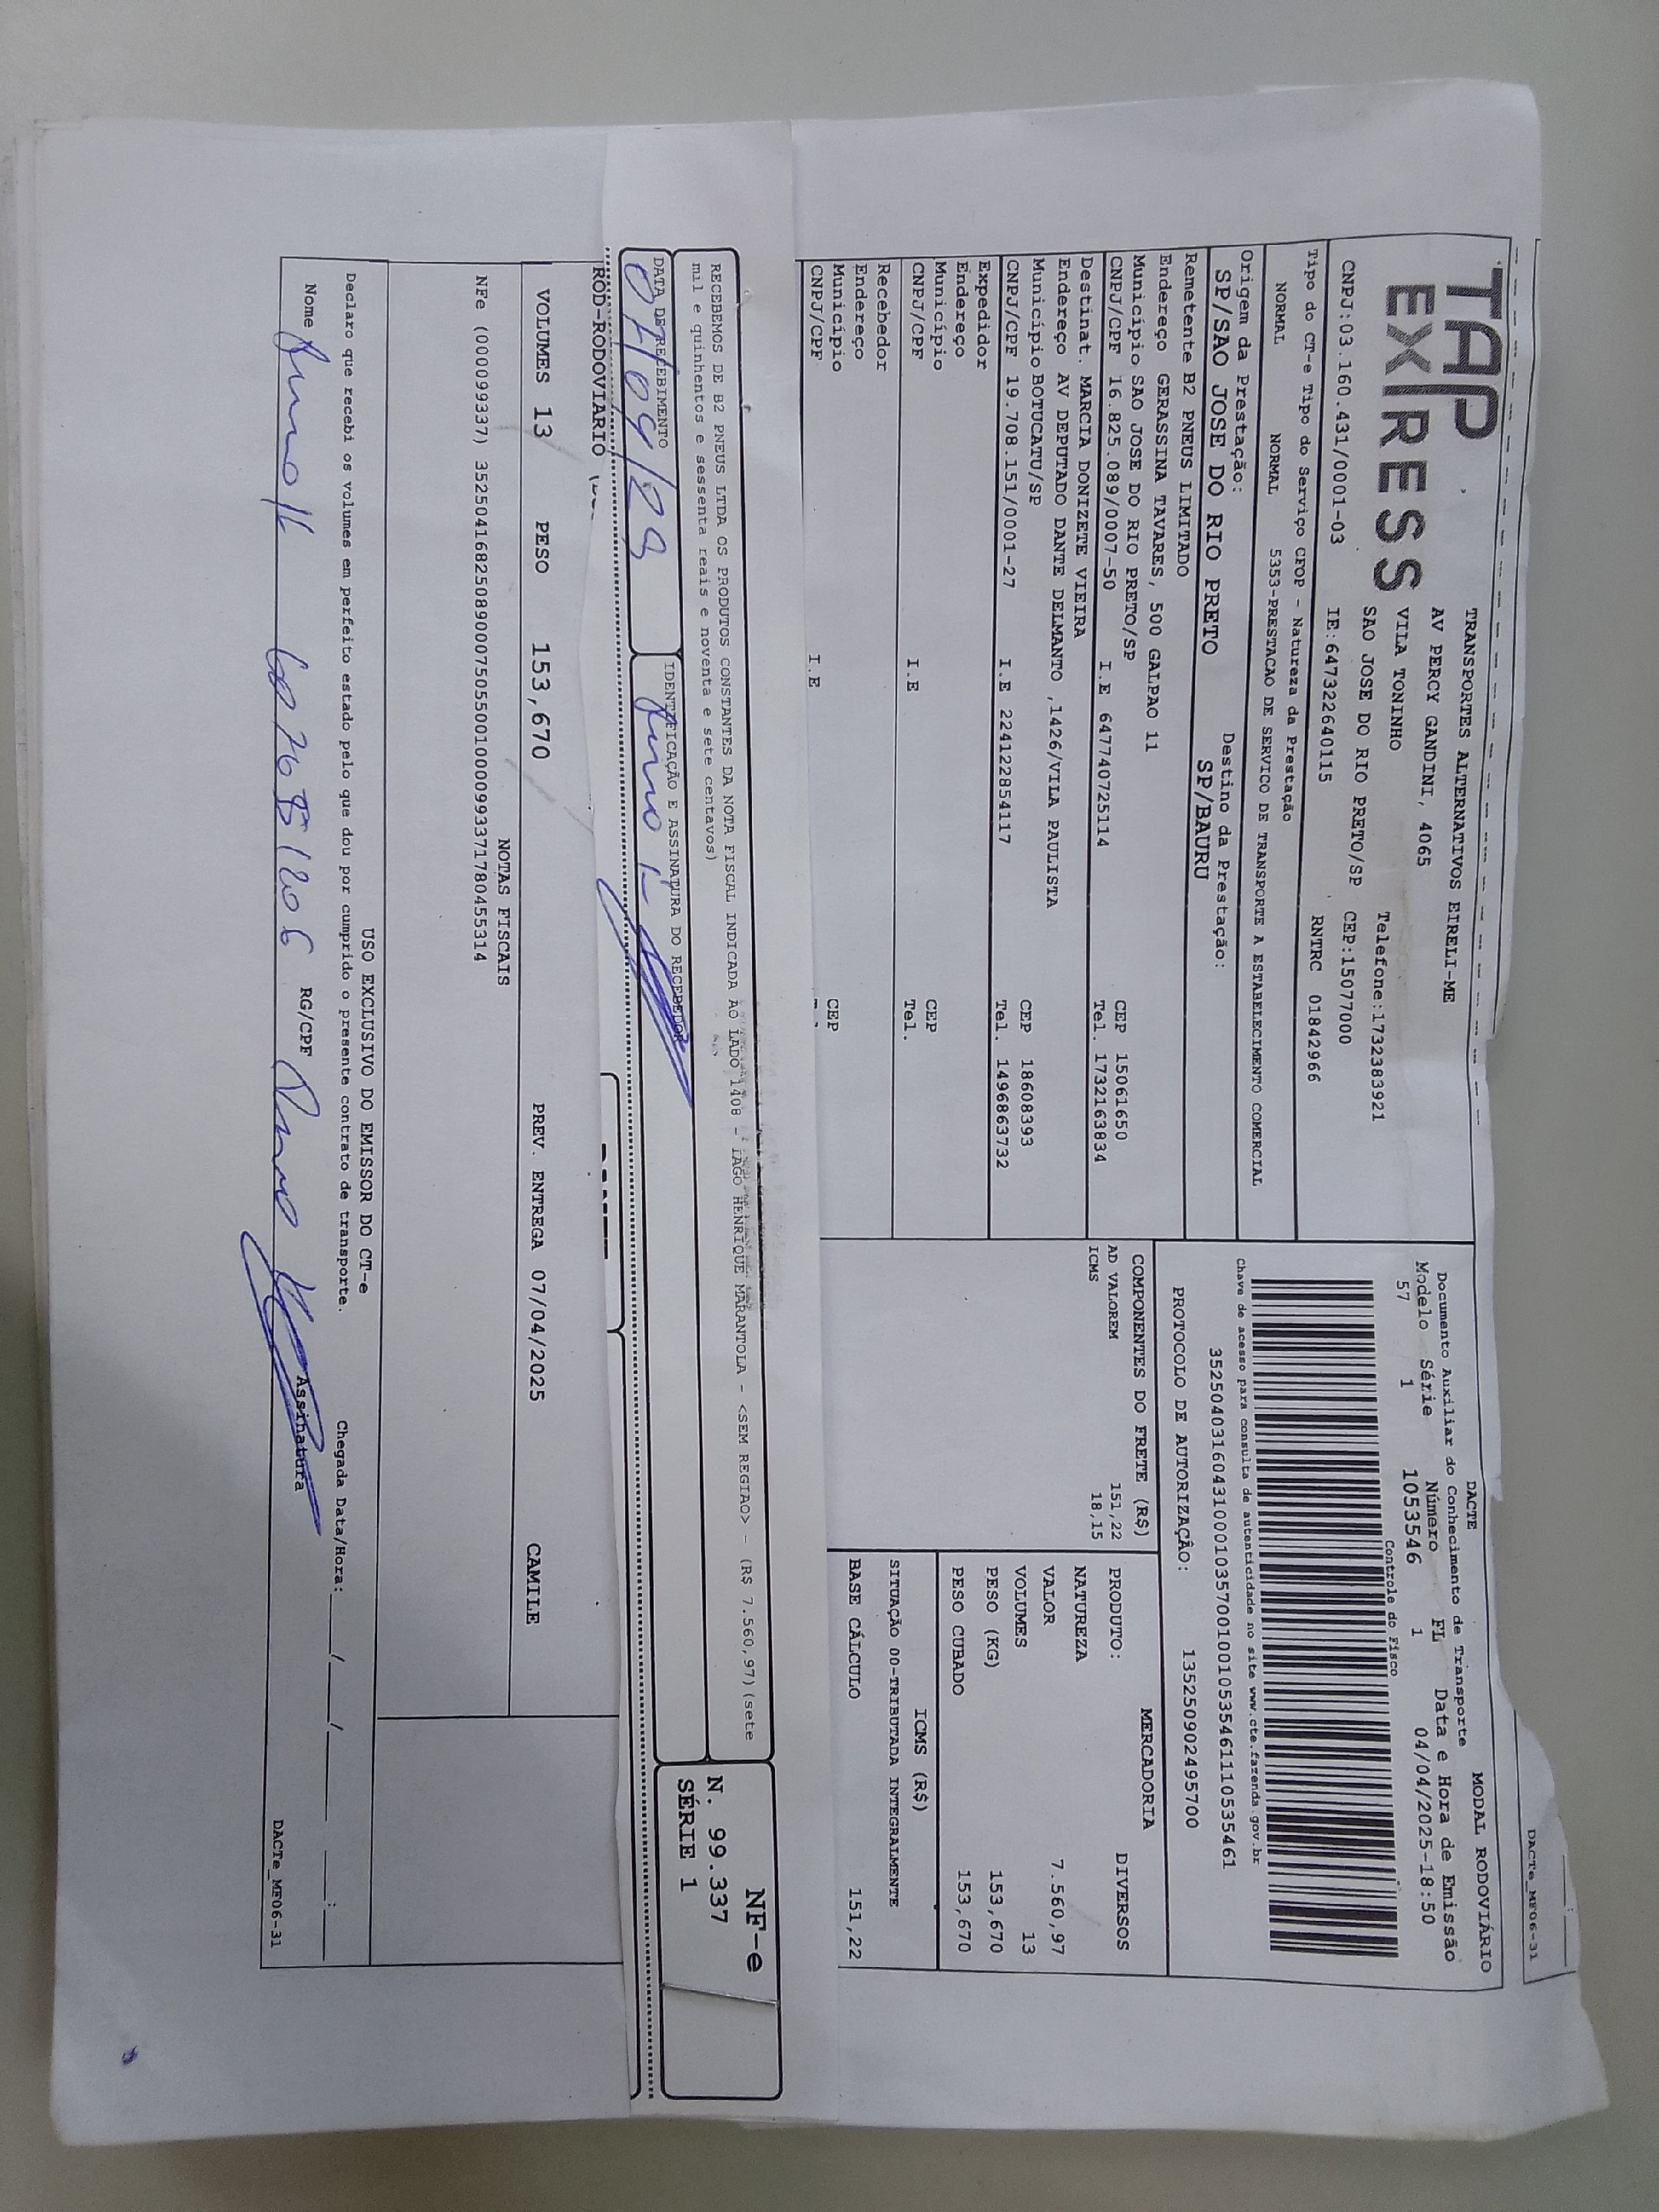 DACTe_MF06-31
TAP EXPRESS
TRANSPORTES ALTERNATIVOS EIRELI-ME
AV PERCY GANDINI, 4065
VILA TONINHO
SAO JOSE DO RIO PRETO/SP
Telefone:1732383921
CEP:15077000
CNPJ:03.160.431/0001-03 IE:647322640115 RNTRC 01842966
Tipo do CT-e Tipo do Serviço CFOP - Natureza da Prestação
NORMAL NORMAL 5353-PRESTACAO DE SERVICO DE TRANSPORTE A ESTABELECIMENTO COMERCIAL
Origem da Prestação: Destino da Prestação:
SP/SAO JOSE DO RIO PRETO SP/BAURU
DACTE MODAL RODOVIÁRIO
Documento Auxiliar do Conhecimento de Transporte
Modelo Série Número FL Data e Hora de Emissão
57 1 1053546 1 04/04/2025-18:50
Controle do Fisco
Chave de acesso para consulta de autenticidade no site www.cte.fazenda.gov.br
35250403160431000103570010010535461110535461
PROTOCOLO DE AUTORIZAÇÃO: 135250902495700
Remetente B2 PNEUS LIMITADO
Endereço GERASSINA TAVARES, 500 GALPAO 11
Município SAO JOSE DO RIO PRETO/SP CEP 15061650
CNPJ/CPF 16.825.089/0007-50 I.E 647740725114 Tel. 1732163834
Destinat. MARCIA DONIZETE VIEIRA
Endereço AV DEPUTADO DANTE DELMANTO ,1426/VILA PAULISTA
Município BOTUCATU/SP CEP 18608393
CNPJ/CPF 19.708.151/0001-27 I.E 224122854117 Tel. 1496863732
Expedidor
Endereço
Município CEP
CNPJ/CPF I.E Tel.
Recebedor
Endereço
Município CEP
CNPJ/CPF I.E
COMPONENTES DO FRETE (R$)
AD VALOREM 151,22
ICMS 18,15
MERCADORIA
PRODUTO: DIVERSOS
NATUREZA
VALOR 7.560,97
VOLUMES 13
PESO (KG) 153,670
PESO CUBADO 153,670
ICMS (R$)
SITUAÇÃO 00-TRIBUTADA INTEGRALMENTE
BASE CÁLCULO 151,22
RECEBEMOS DE B2 PNEUS LTDA OS PRODUTOS CONSTANTES DA NOTA FISCAL INDICADA AO LADO 1408 - IAGO HENRIQUE MARANTOLA - <SEM REGIAO> - (R$ 7.560,97)(sete
mil e quinhentos e sessenta reais e noventa e sete centavos)
DATA DE RECEBIMENTO
IDENTIFICAÇÃO E ASSINATURA DO RECEBEDOR
NF-e
N. 99.337
SÉRIE 1
ROD-RODOVIARIO
VOLUMES 13 PESO 153,670 PREV. ENTREGA 07/04/2025 CAMILE
NOTAS FISCAIS
NFe (000099337) 35250416825089000750550010000993371717804455314
USO EXCLUSIVO DO EMISSOR DO CT-e
Declaro que recebi os volumes em perfeito estado pelo que dou por cumprido o presente contrato de transporte. Chegada Data/Hora:
Nome RG/CPF Assinatura
DACTe_MF06-31